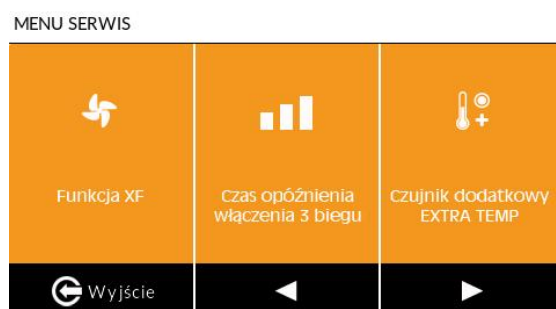 MENU SERWIS
Funkcja XF
Czas opóźnienia
włączenia 3 biegu
Czujnik dodatkowy
EXTRA TEMP
Wyjście